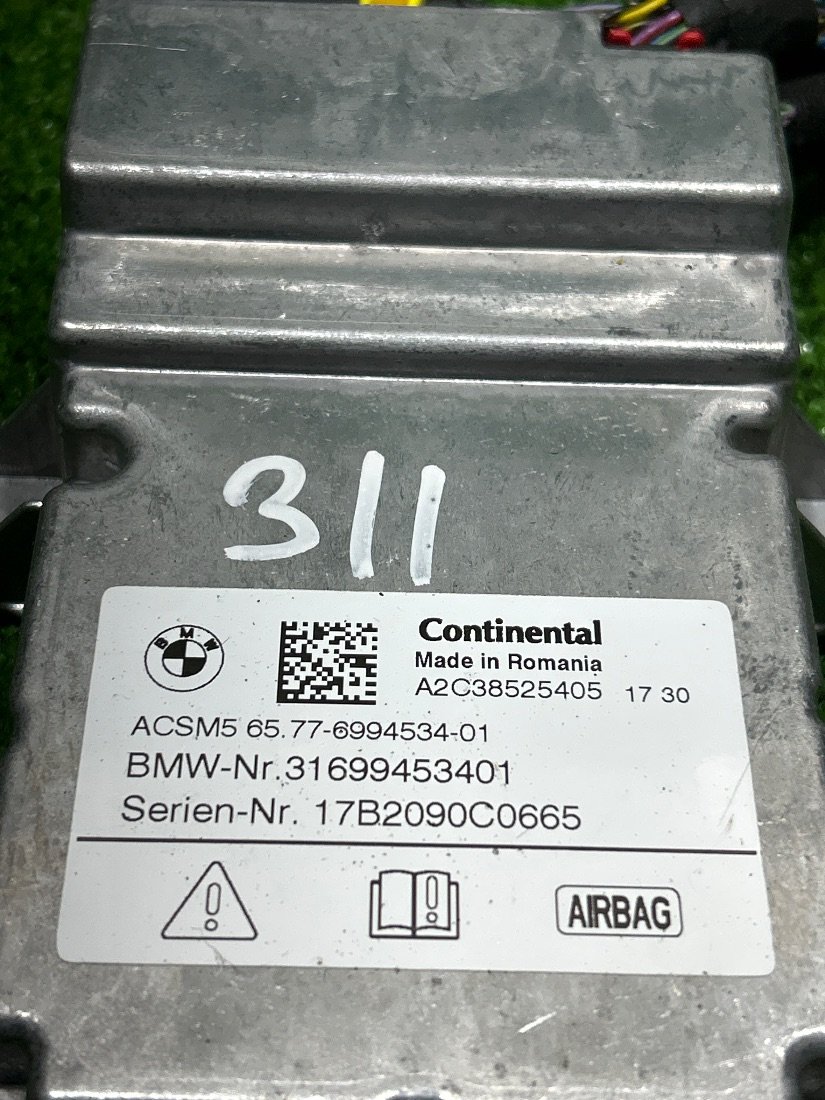 311
BMW
Continental
Made in Romania
A2C38525405 17 30
ACSM5 65.77-6994534-01
BMW-Nr.31699453401
Serien-Nr. 17B2090C0665
AIRBAG